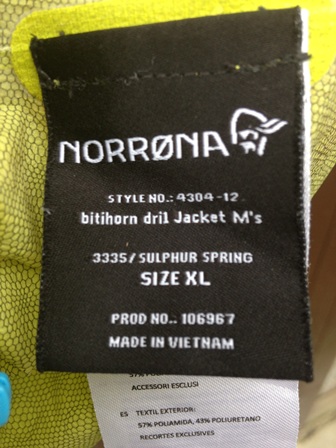 NORRØNA
STYLE NO.: 4304-12
bitihorn dri1 Jacket M's
3335/ SULPHUR SPRING
SIZE XL
PROD NO.: 106967
MADE IN VIETNAM
ACCESORI ESCLUSI
ES TEXTIL EXTERIOR:
57% POLIAMIDA, 43% POLIURETANO
RECORTES EXCLUSIVES